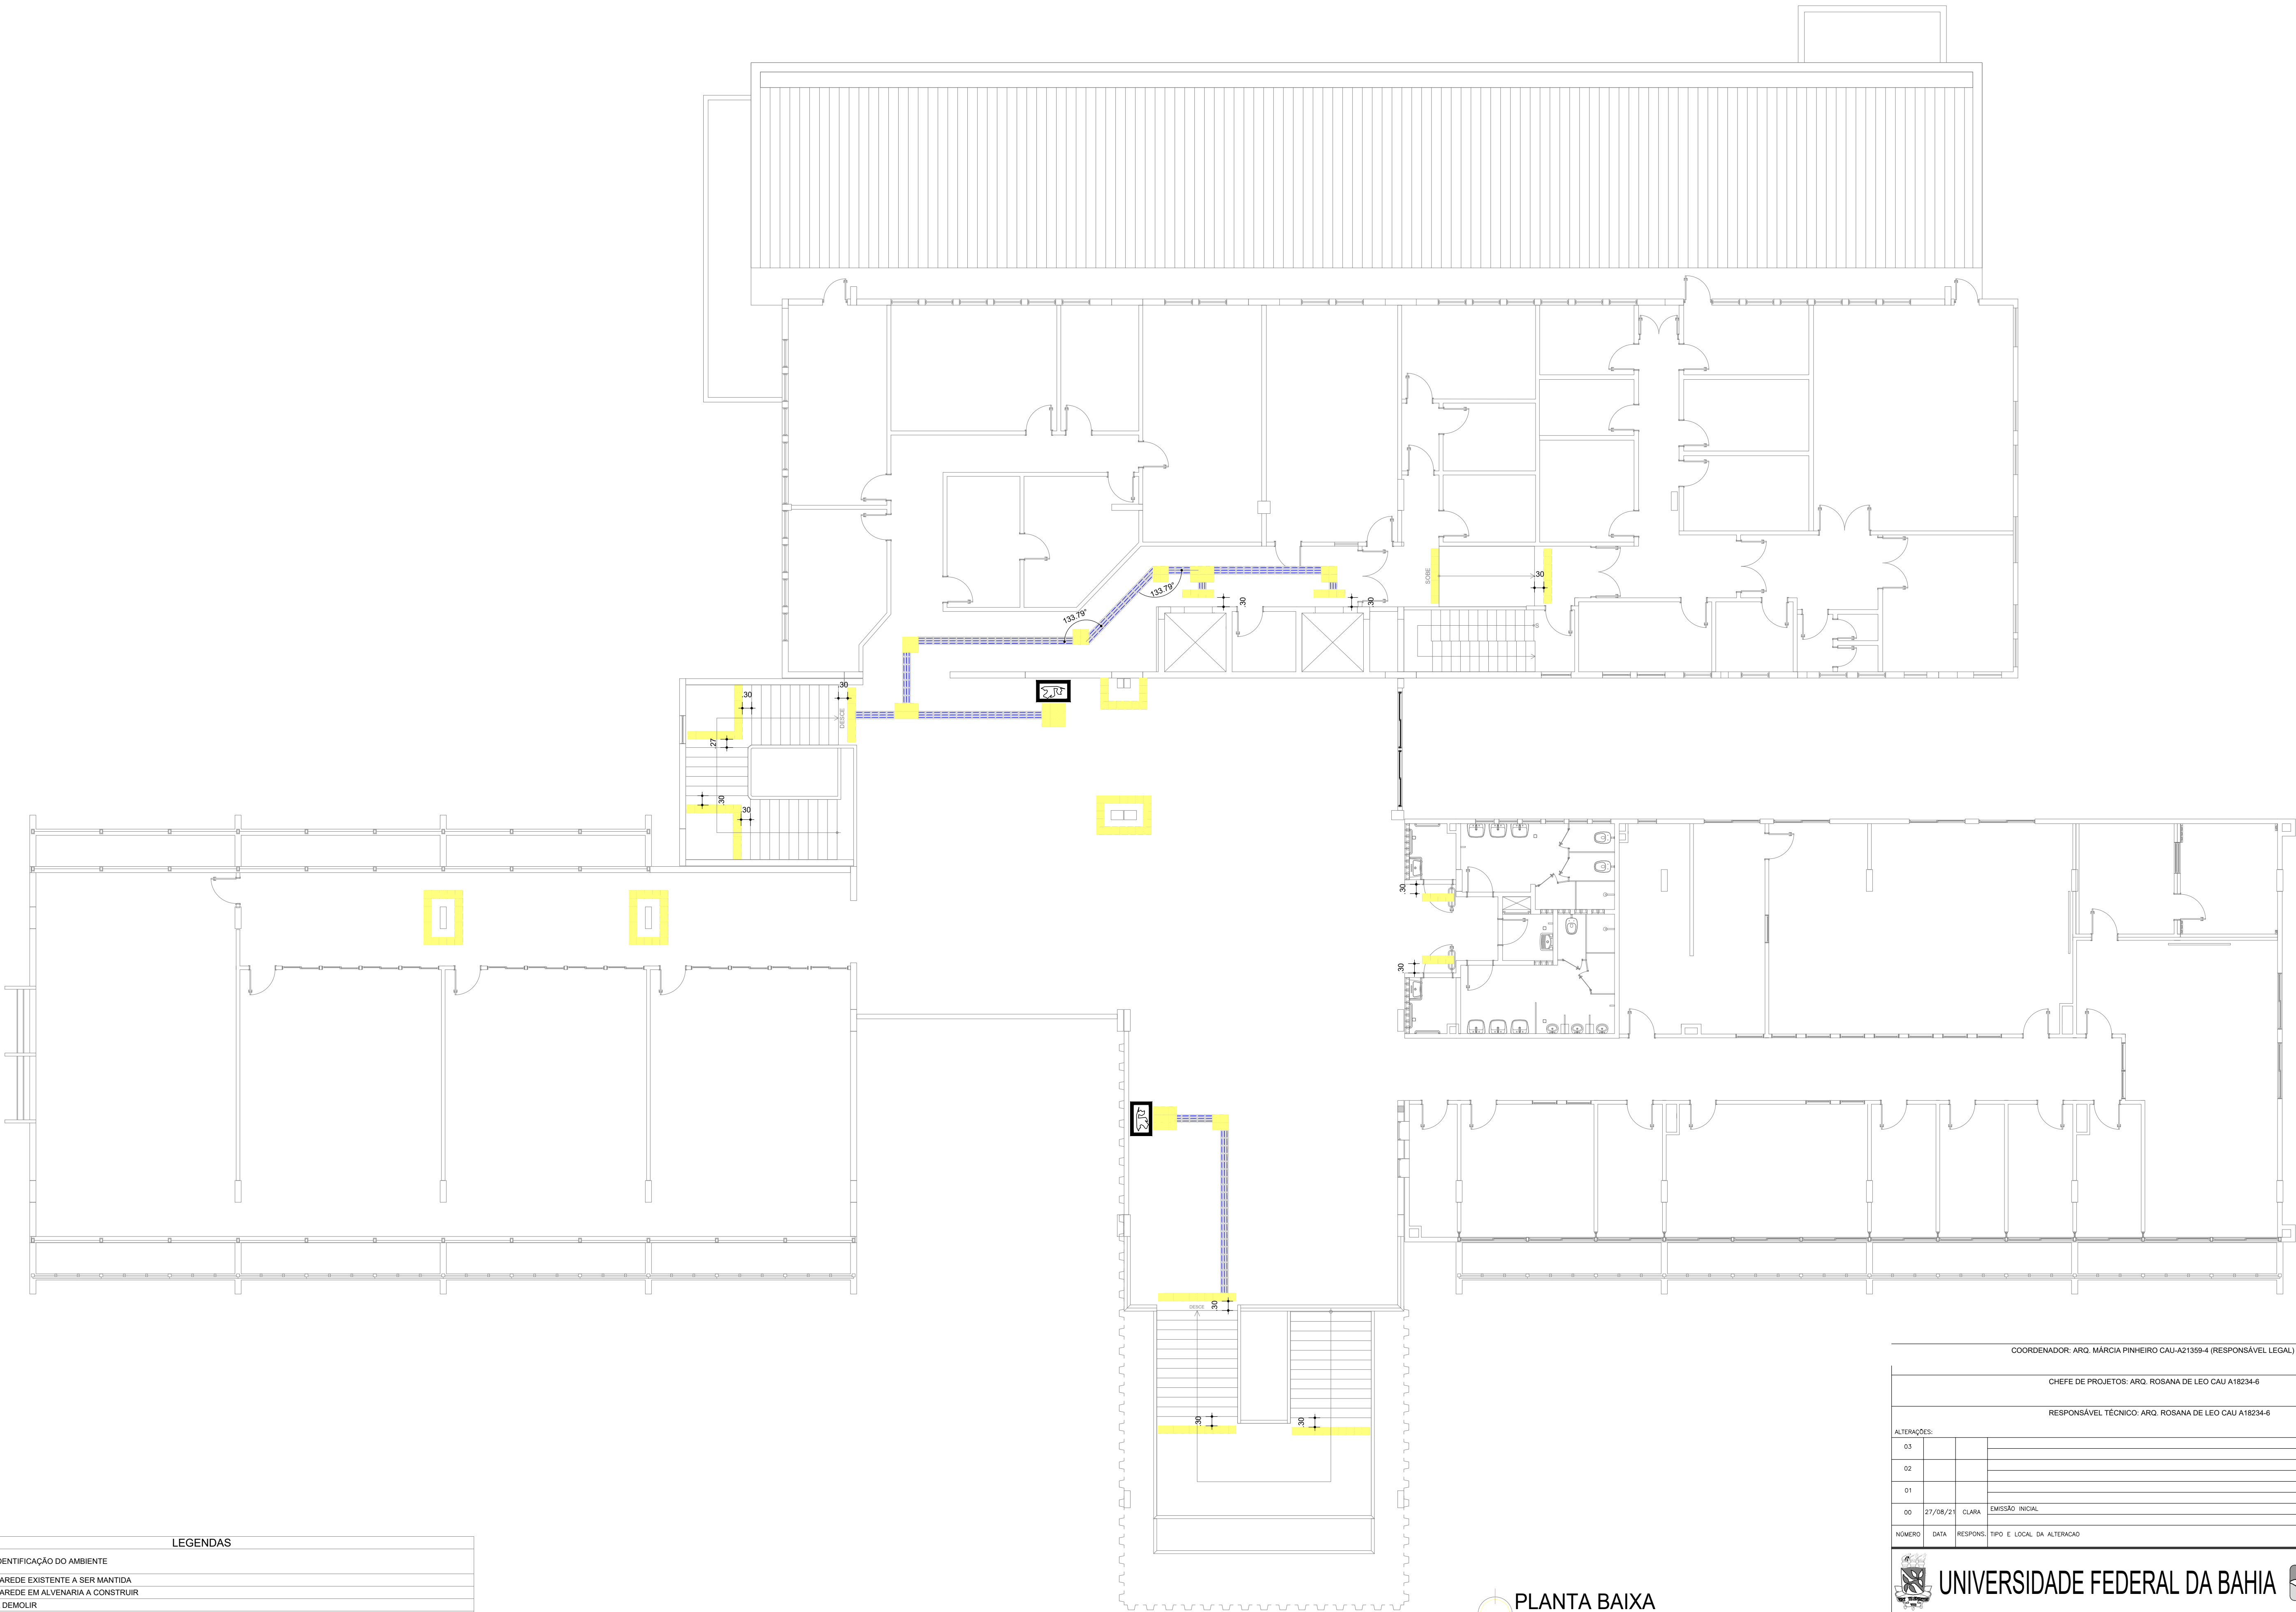 133.79°
133.79°
.30
.30
SOBE
.30
.30
.30
DESCE
.27
.30
.30
.30
.30
DESCE
.30
.30
.30
COORDENADOR: ARQ. MÁRCIA PINHEIRO CAU-A21359-4 (RESPONSÁVEL LEGAL)
CHEFE DE PROJETOS: ARQ. ROSANA DE LEO CAU A18234-6
RESPONSÁVEL TÉCNICO: ARQ. ROSANA DE LEO CAU A18234-6
ALTERAÇÕES:
03
02
01
00 27/08/21 CLARA EMISSÃO INICIAL
NÚMERO DATA RESPONS. TIPO E LOCAL DA ALTERACAO
UNIVERSIDADE FEDERAL DA BAHIA
LEGENDAS
DENTIFICAÇÃO DO AMBIENTE
AREDE EXISTENTE A SER MANTIDA
AREDE EM ALVENARIA A CONSTRUIR
DEMOLIR
PLANTA BAIXA